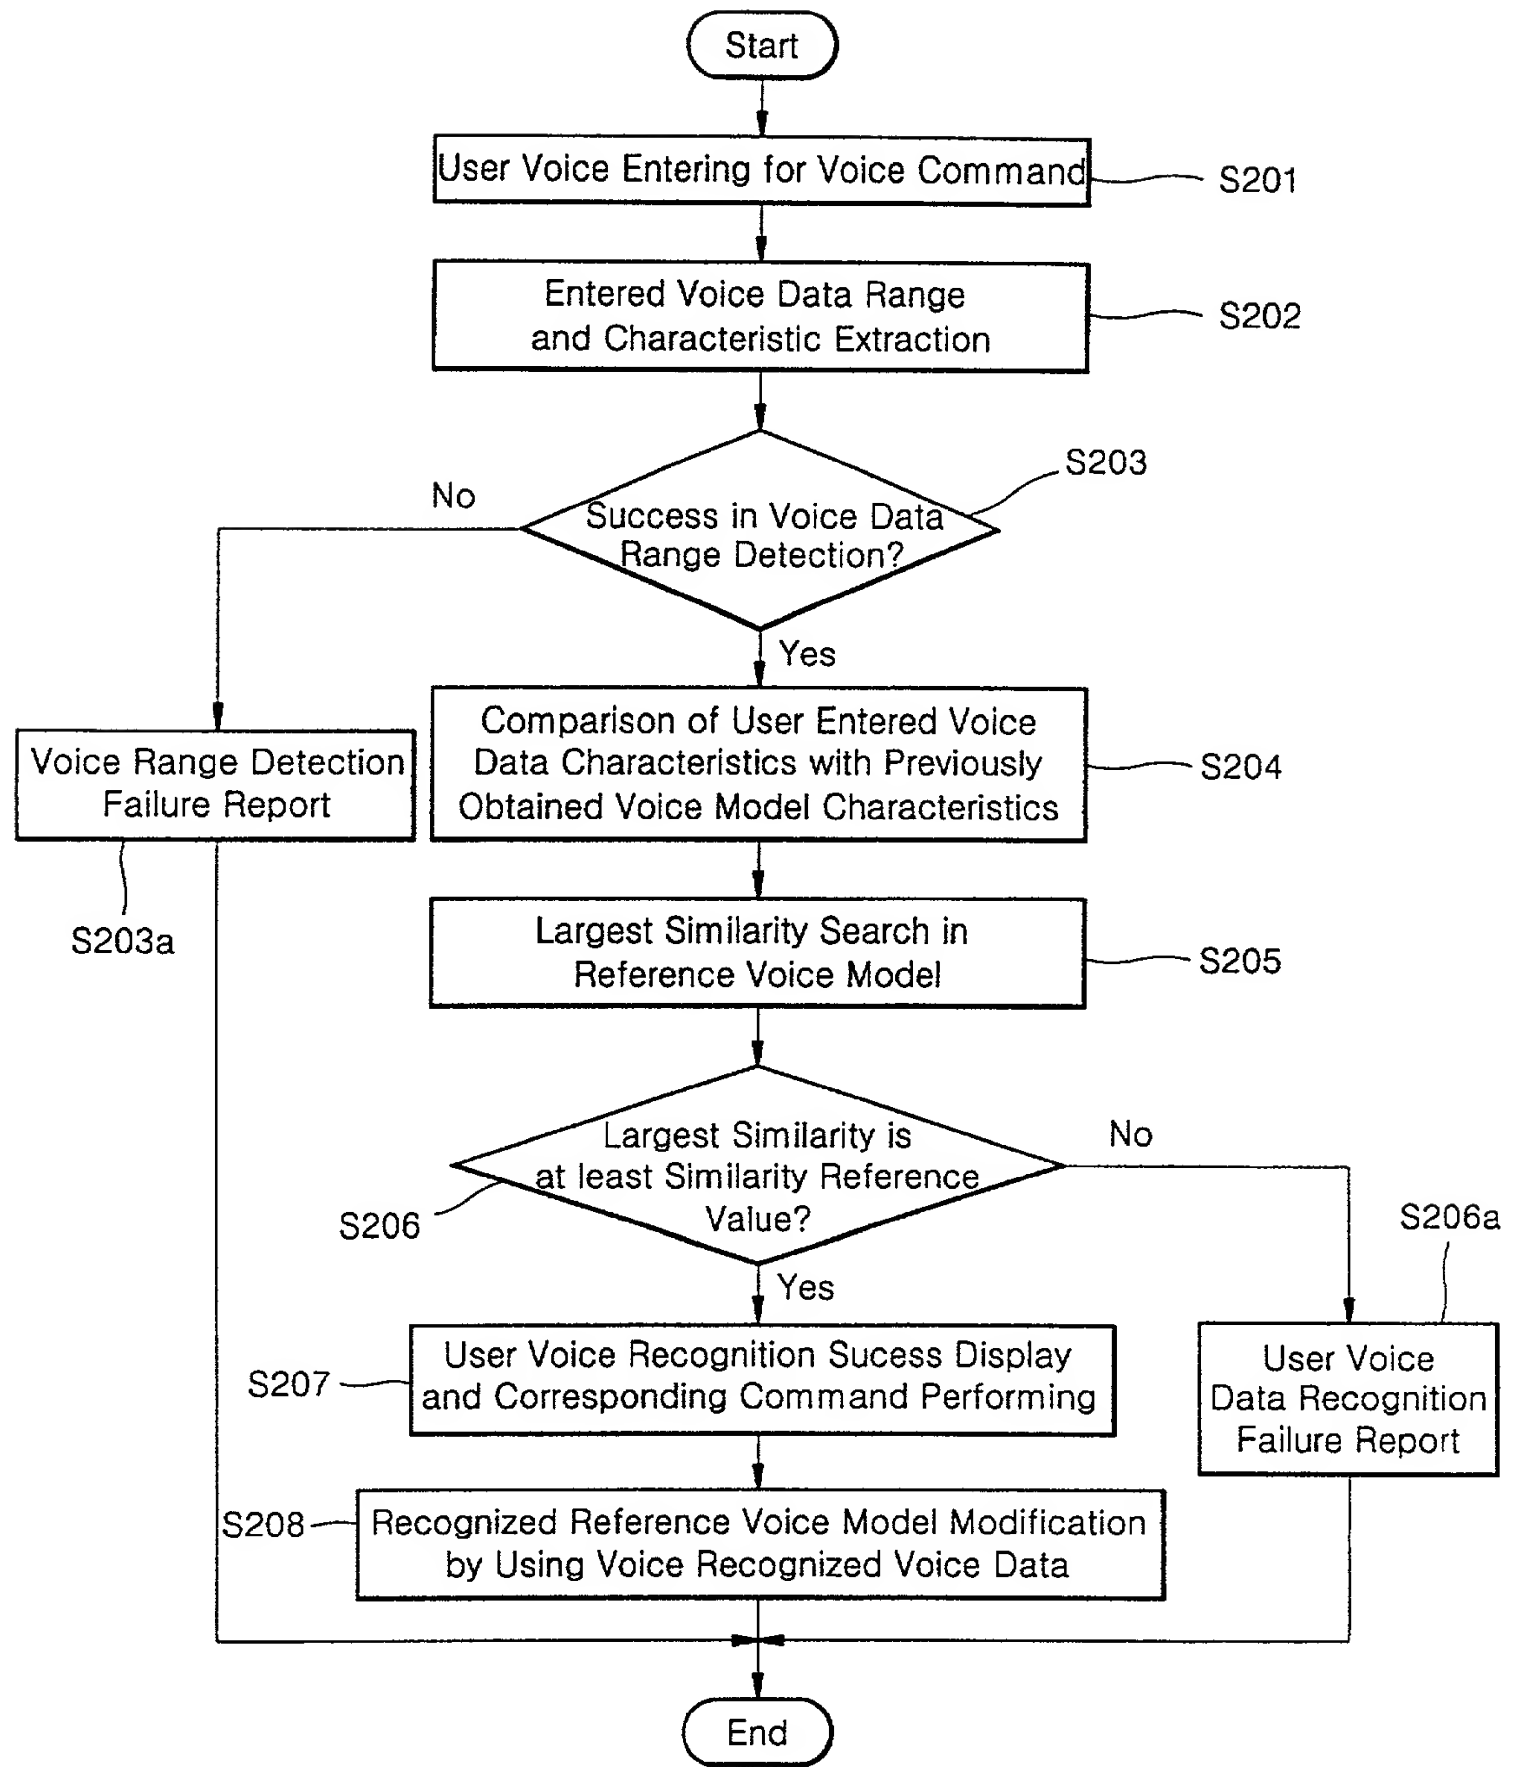 Start
User Voice Entering for Voice Command
S201
Entered Voice Data Range
and Characteristic Extraction
S202
S203
No
Success in Voice Data
Range Detection?
Yes
Voice Range Detection
Failure Report
S203a
Comparison of User Entered Voice
Data Characteristics with Previously
Obtained Voice Model Characteristics
S204
Largest Similarity Search in
Reference Voice Model
S205
Largest Similarity is
at least Similarity Reference
Value?
S206
No
Yes
S206a
User Voice
Data Recognition
Failure Report
S207
User Voice Recognition Sucess Display
and Corresponding Command Performing
S208
Recognized Reference Voice Model Modification
by Using Voice Recognized Voice Data
End